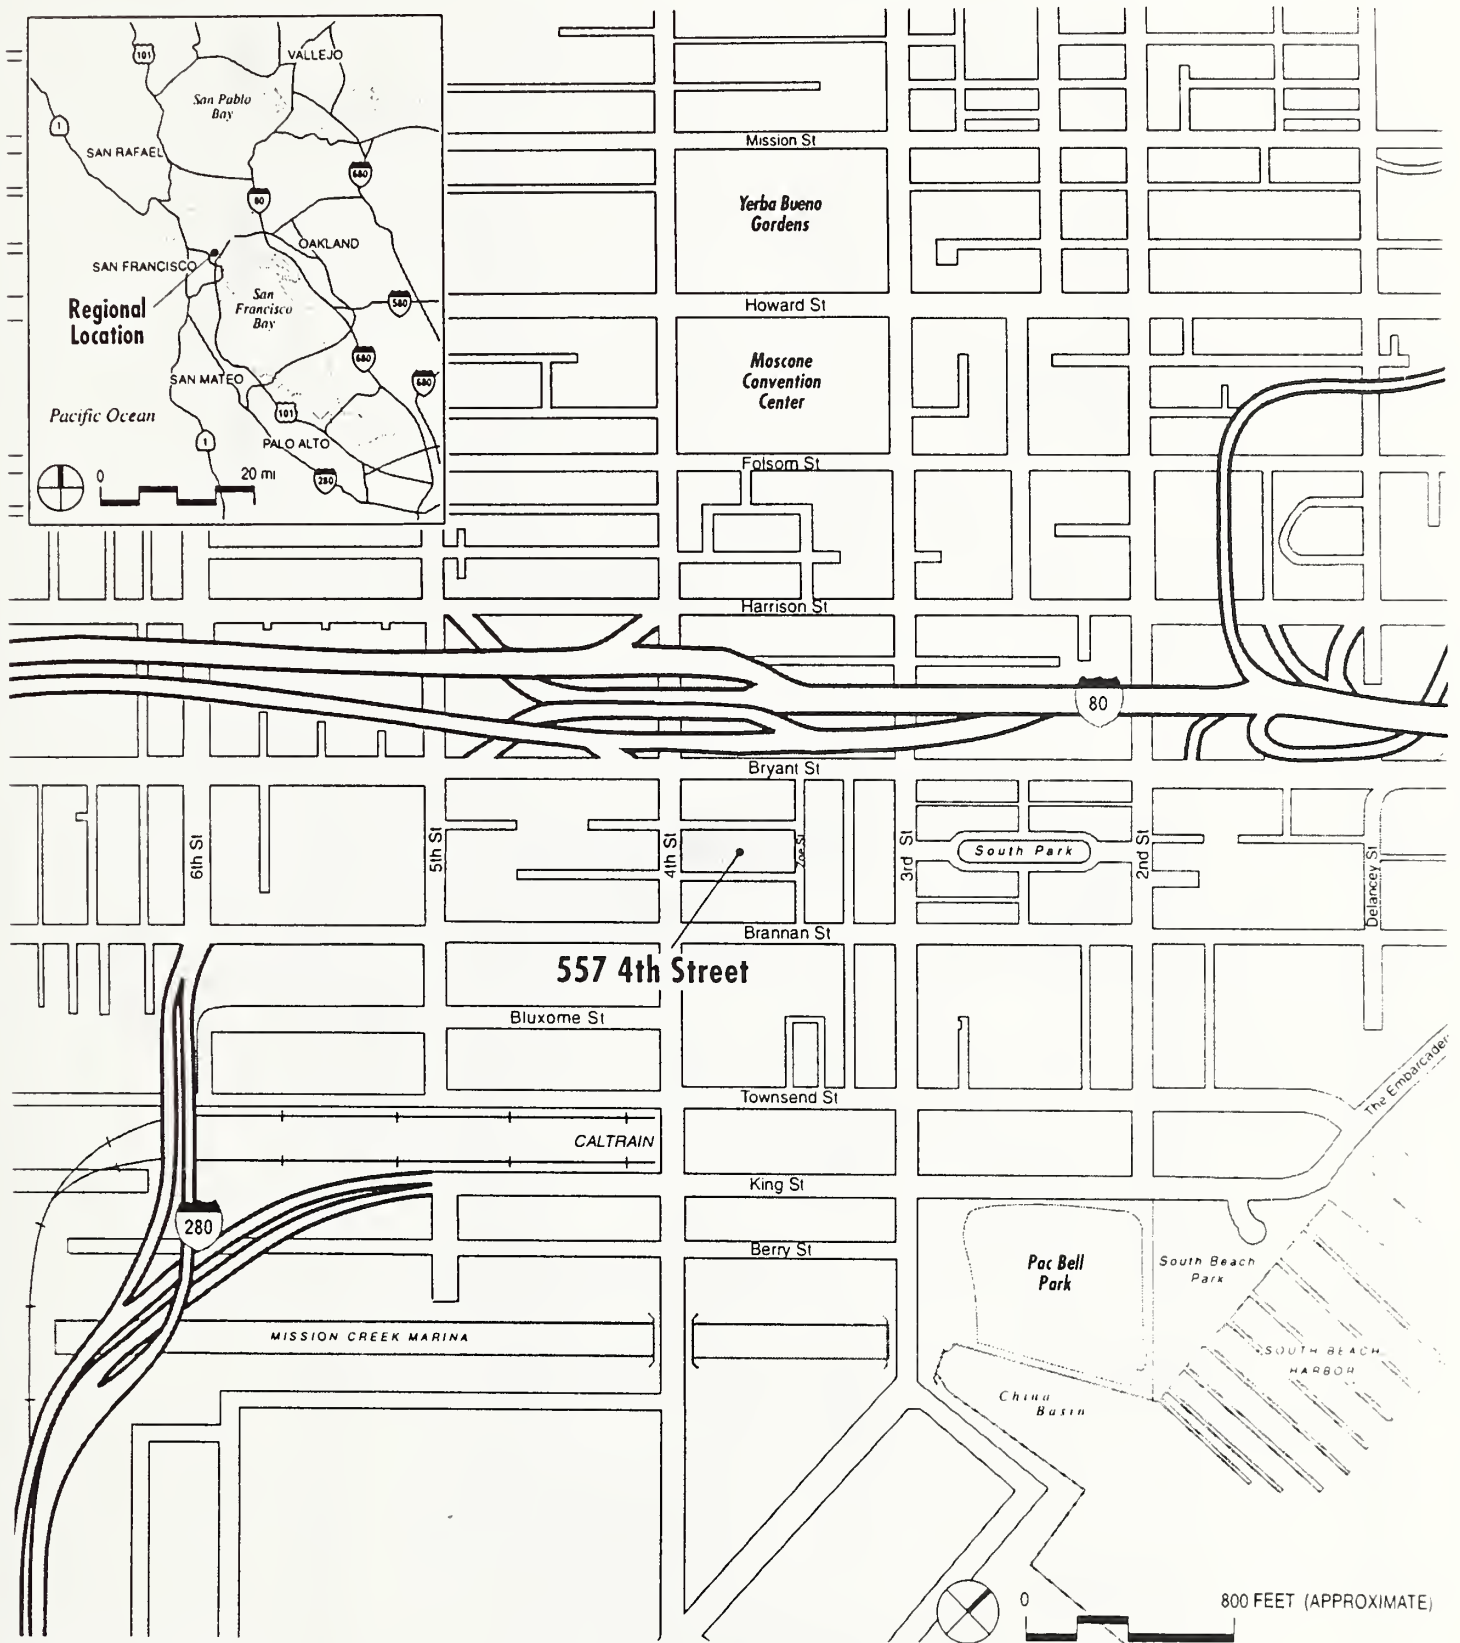 101
VALLEJO
San Pablo
Bay
1
SAN RAFAEL
680
80
OAKLAND
SAN FRANCISCO
Regional
Location
San
Francisco
Bay
580
680
680
SAN MATEO
101
Pacific Ocean
1
PALO ALTO
280
0 20 mi
Mission St
Yerba Bueno
Gordens
Howard St
Moscone
Convention
Center
Folsom St
Harrison St
80
Bryant St
6th St
5th St
4th St
Zoe St
3rd St
South Park
2nd St
Delancey St
Brannan St
557 4th Street
Bluxome St
Townsend St
The Embarcadero
CALTRAIN
King St
280
Berry St
Pac Bell
Park
South Beach
Park
MISSION CREEK MARINA
SOUTH BEACH
HARBOR
China
Basin
0 800 FEET (APPROXIMATE)